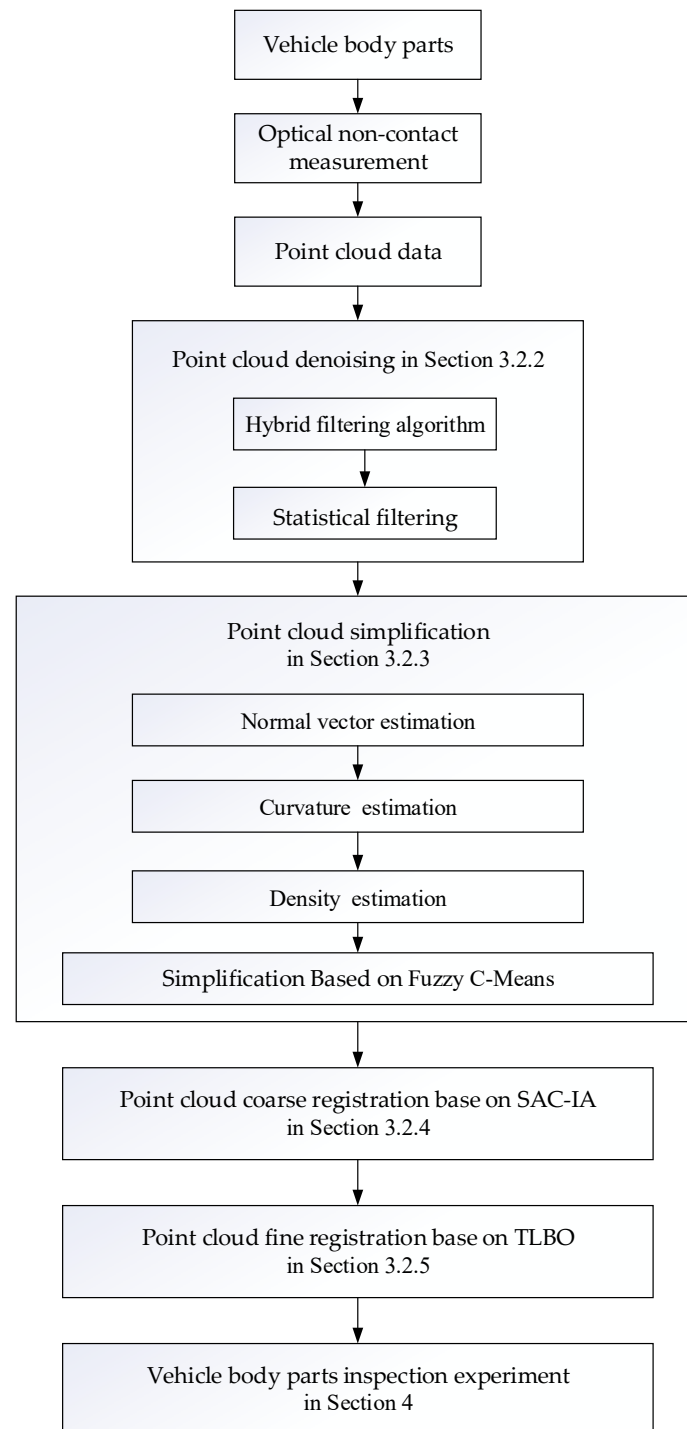 Vehicle body parts
Optical non-contact
measurement
Point cloud data
Point cloud denoising in Section 3.2.2
Hybrid filtering algorithm
Statistical filtering
Point cloud simplification
in Section 3.2.3
Normal vector estimation
Curvature estimation
Density estimation
Simplification Based on Fuzzy C-Means
Point cloud coarse registration base on SAC-IA
in Section 3.2.4
Point cloud fine registration base on TLBO
in Section 3.2.5
Vehicle body parts inspection experiment
in Section 4